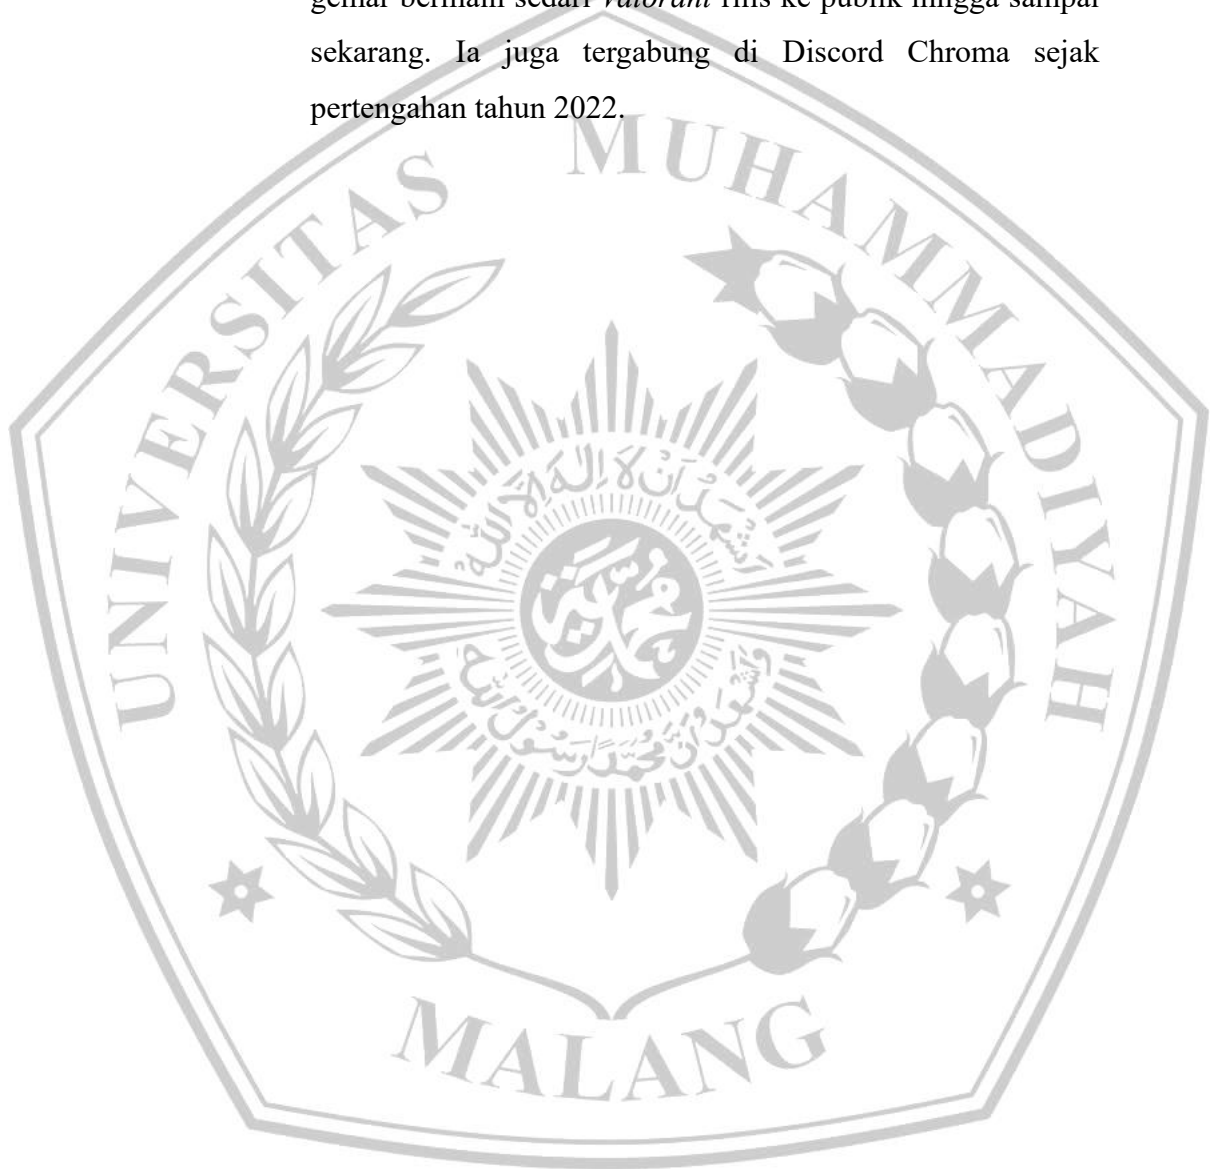 gemar bermain sedari Valorant rilis ke publik hingga sampai
sekarang. Ia juga tergabung di Discord Chroma sejak
pertengahan tahun 2022.
UNIVERSITAS MUHAMMADIYAH
MALANG